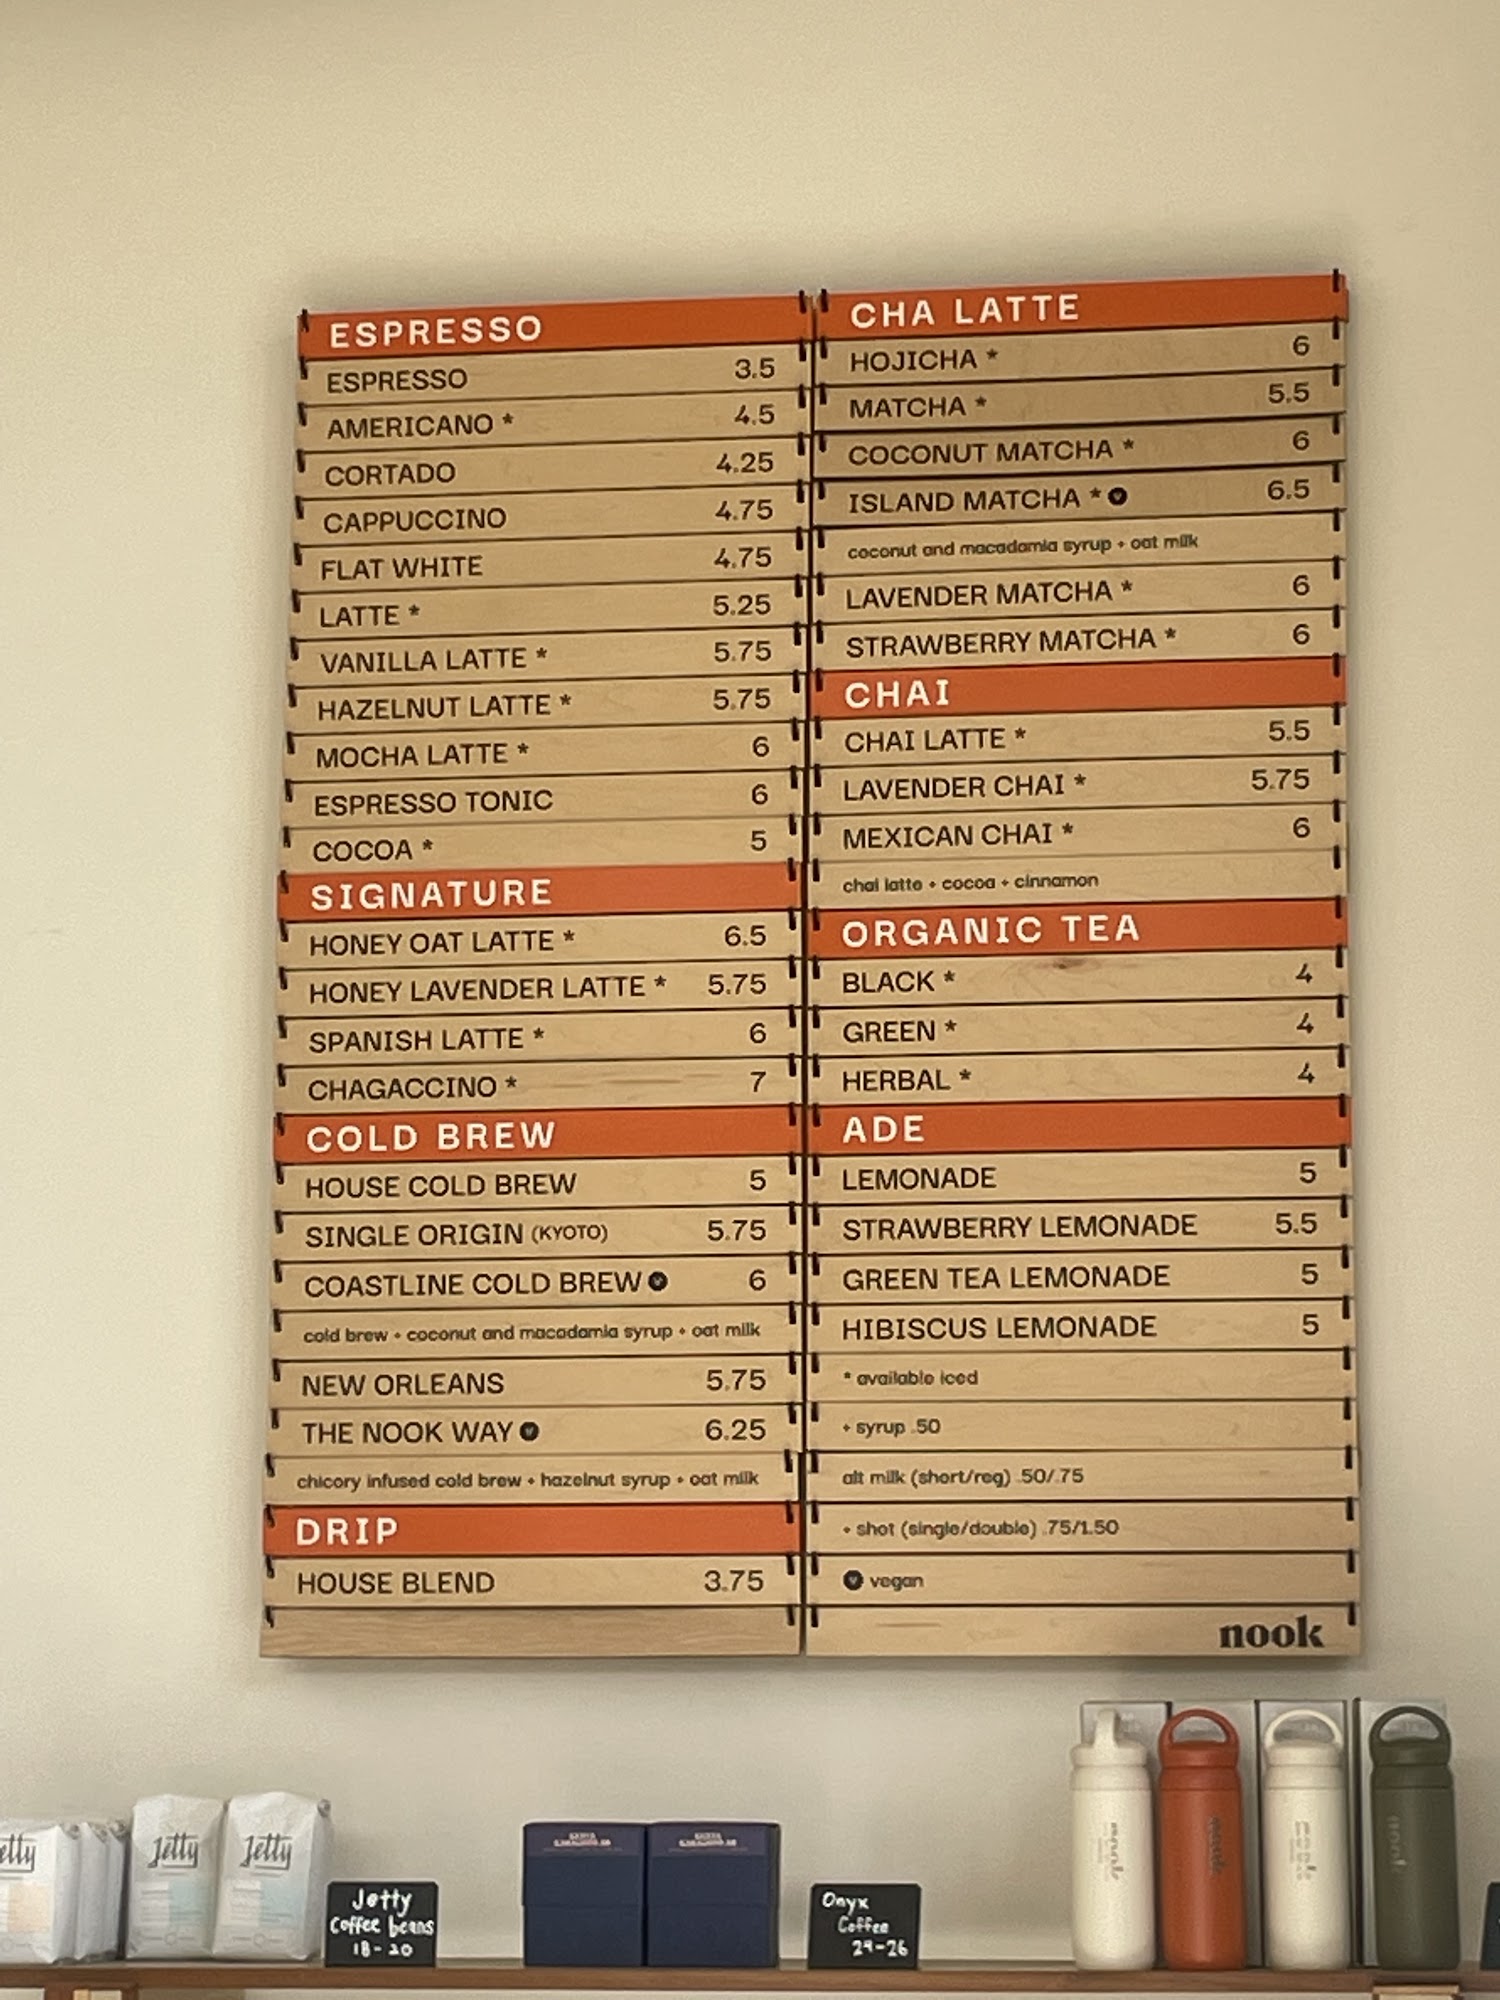 ESPRESSO
ESPRESSO 3.5
AMERICANO * 4.5
CORTADO 4.25
CAPPUCCINO 4.75
FLAT WHITE 4.75
LATTE * 5.25
VANILLA LATTE * 5.75
HAZELNUT LATTE * 5.75
MOCHA LATTE * 6
ESPRESSO TONIC 6
COCOA * 5
SIGNATURE
HONEY OAT LATTE * 6.5
HONEY LAVENDER LATTE * 5.75
SPANISH LATTE * 6
CHAGACCINO * 7
COLD BREW
HOUSE COLD BREW 5
SINGLE ORIGIN (KYOTO) 5.75
COASTLINE COLD BREW 6
cold brew + coconut and macadamia syrup + oat milk
NEW ORLEANS 5.75
THE NOOK WAY 6.25
chicory infused cold brew + hazelnut syrup + oat milk
DRIP
HOUSE BLEND 3.75
CHA LATTE
HOJICHA * 6
MATCHA * 5.5
COCONUT MATCHA * 6
ISLAND MATCHA * 6.5
coconut and macadamia syrup + oat milk
LAVENDER MATCHA * 6
STRAWBERRY MATCHA * 6
CHAI
CHAI LATTE * 5.5
LAVENDER CHAI * 5.75
MEXICAN CHAI * 6
chai latte + cocoa + cinnamon
ORGANIC TEA
BLACK * 4
GREEN * 4
HERBAL * 4
ADE
LEMONADE 5
STRAWBERRY LEMONADE 5.5
GREEN TEA LEMONADE 5
HIBISCUS LEMONADE 5
* available iced
+ syrup .50
alt milk (short/reg) .50/.75
+ shot (single/double) .75/1.50
vegan
nook
Jetty
Jetty
Jetty
Coffee beans
18-20
Onyx
Coffee
24-26